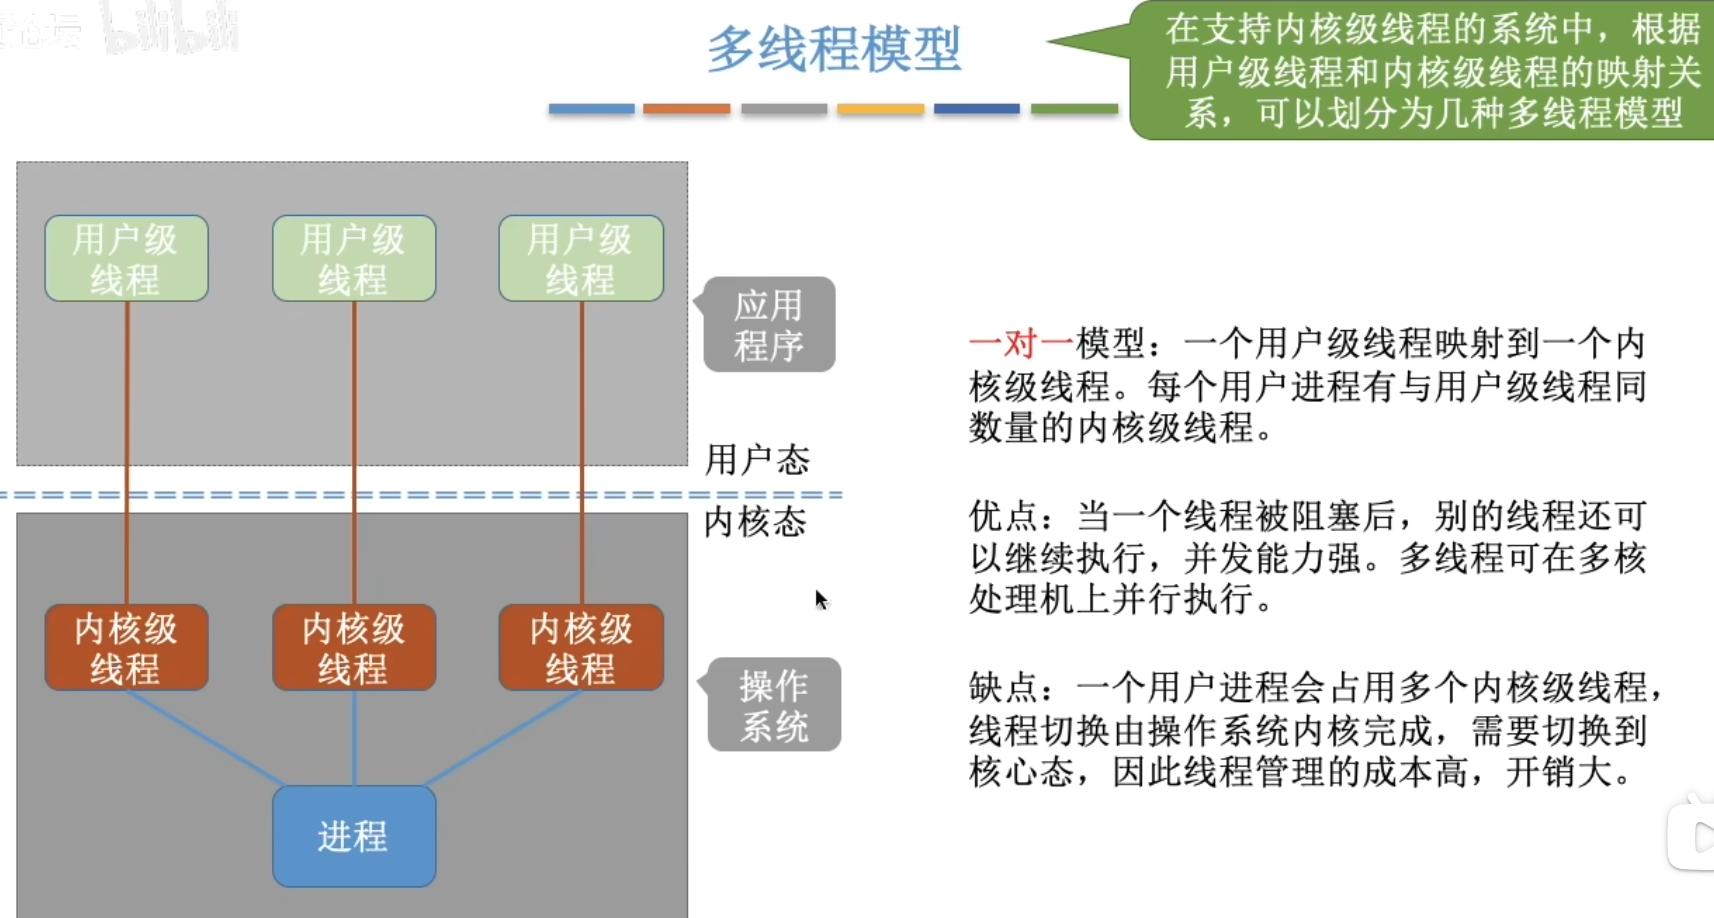 bilibili
多线程模型
在支持内核级线程的系统中，根据
用户级线程和内核级线程的映射关
系，可以划分为几种多线程模型
用户级
线程
用户级
线程
用户级
线程
应用
程序
用户态
内核态
内核级
线程
内核级
线程
内核级
线程
操作
系统
进程
一对一模型：一个用户级线程映射到一个内
核级线程。每个用户进程有与用户级线程同
数量的内核级线程。
优点：当一个线程被阻塞后，别的线程还可
以继续执行，并发能力强。多线程可在多核
处理机上并行执行。
缺点：一个用户进程会占用多个内核级线程，
线程切换由操作系统内核完成，需要切换到
核心态，因此线程管理的成本高，开销大。